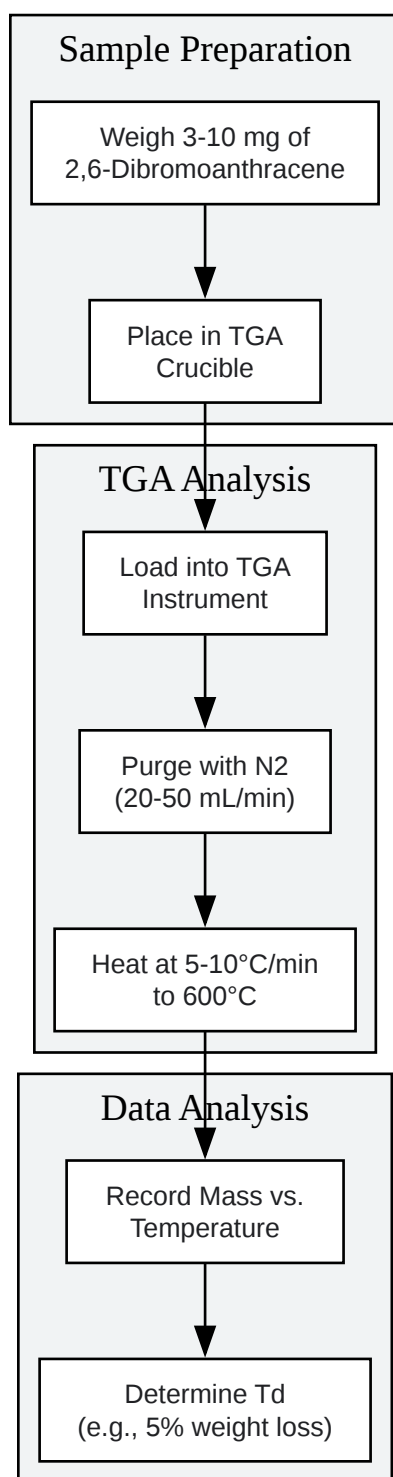 Sample Preparation
Weigh 3-10 mg of
2,6-Dibromoanthracene
Place in TGA
Crucible
TGA Analysis
Load into TGA
Instrument
Purge with N2
(20-50 mL/min)
Heat at 5-10°C/min
to 600°C
Data Analysis
Record Mass vs.
Temperature
Determine Td
(e.g., 5% weight loss)